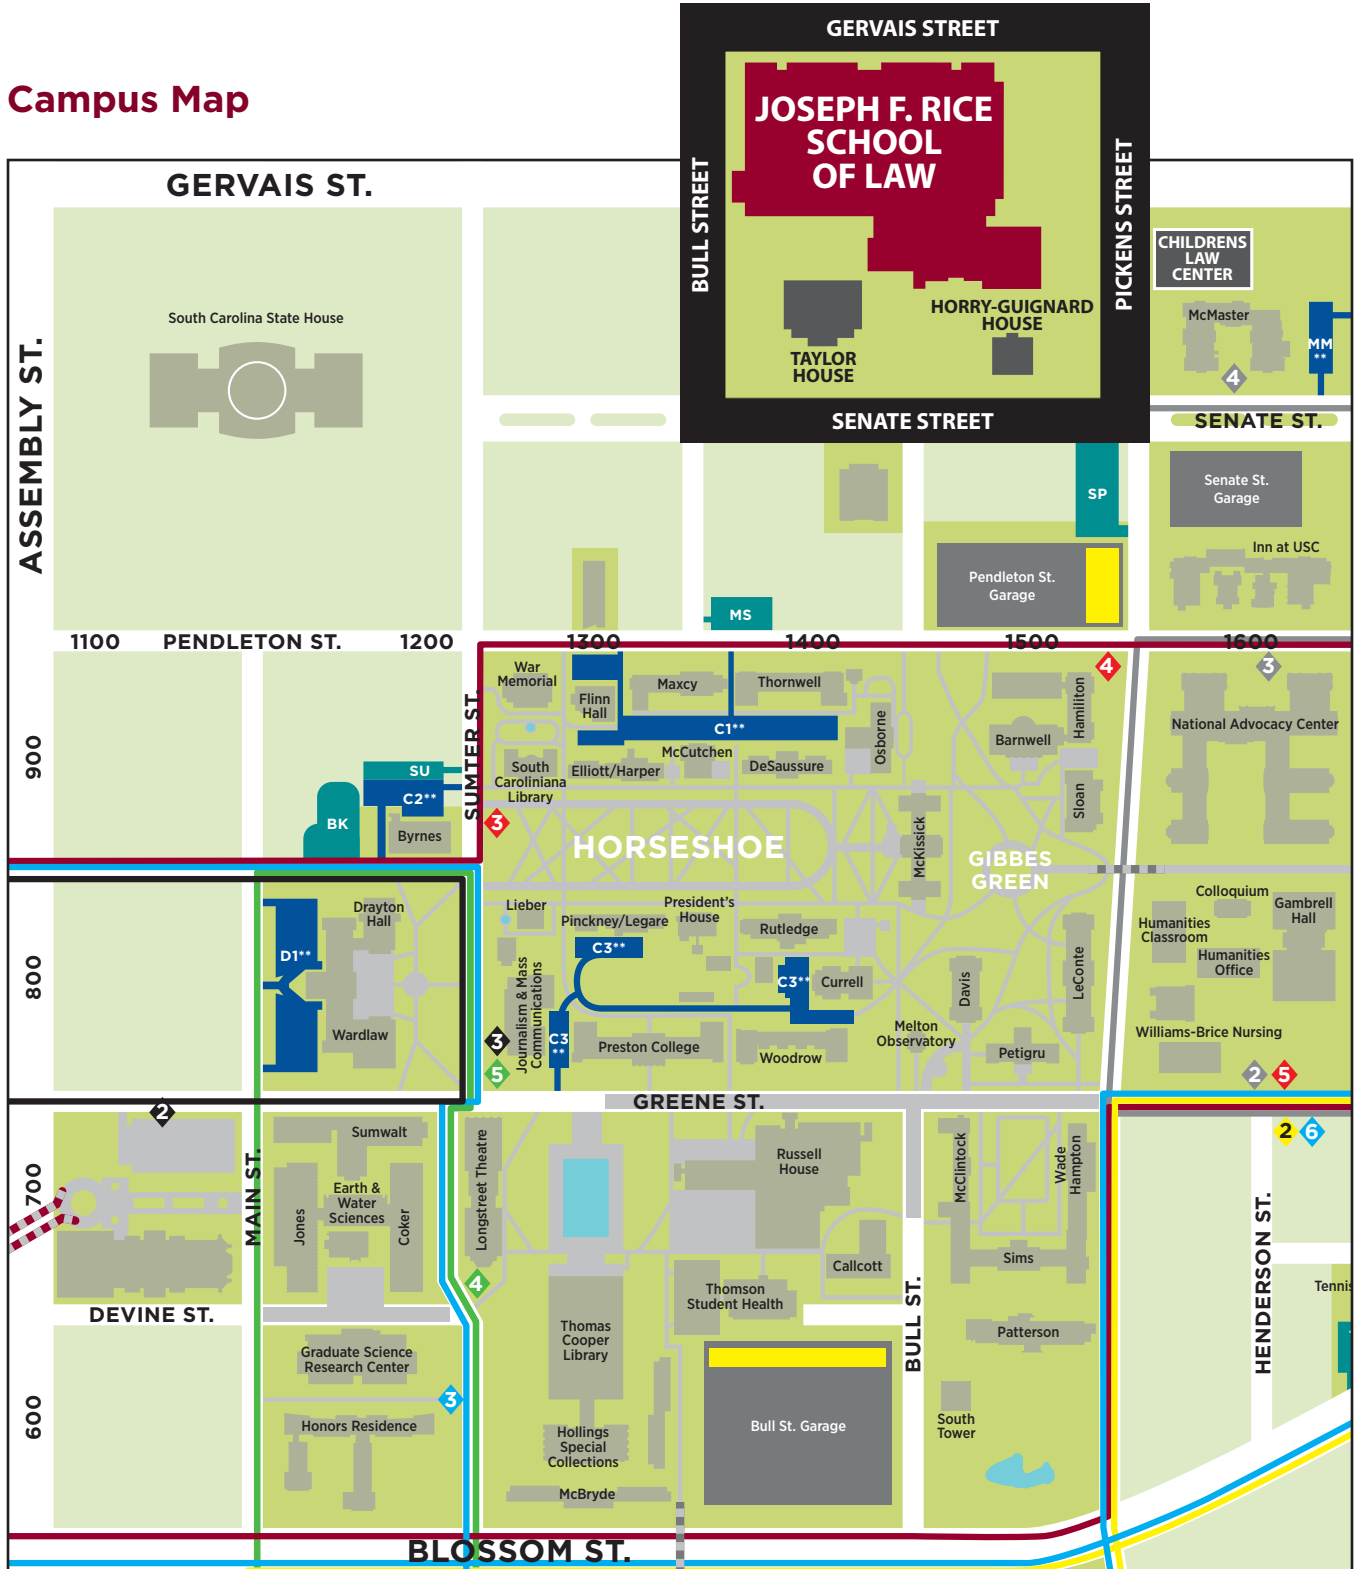 Campus Map
GERVAIS STREET
JOSEPH F. RICE
SCHOOL
OF LAW
BULL STREET
PICKENS STREET
HORRY-GUIGNARD
HOUSE
TAYLOR
HOUSE
SENATE STREET
GERVAIS ST.
CHILDRENS
LAW
CENTER
McMaster
MM
**
4
South Carolina State House
ASSEMBLY ST.
SENATE ST.
SP
Senate St.
Garage
Inn at USC
Pendleton St.
Garage
MS
1100
PENDLETON ST.
1200
1300
1400
1500
1600
War
Memorial
Flinn
Hall
Maxcy
Thornwell
4
3
Hamiliton
Osborne
Barnwell
National Advocacy Center
C1**
McCutchen
SUMTER ST.
900
South
Caroliniana
Library
Elliott/Harper
DeSaussure
SU
C2**
BK
Byrnes
Sloan
3
HORSESHOE
McKissick
GIBBES
GREEN
Drayton
Hall
Lieber
Pinckney/Legare
President's
House
Rutledge
Colloquium
Gambrell
Hall
Humanities
Classroom
Humanities
Office
C3**
D1**
800
C3**
Currell
Davis
LeConte
Journalism & Mass
Communications
Wardlaw
3
C3
**
Preston College
Woodrow
Melton
Observatory
Petigru
Williams-Brice Nursing
5
2
5
GREENE ST.
2
2
6
Sumwalt
Russell
House
McClintock
Wade
Hampton
700
MAIN ST.
Jones
Earth &
Water
Sciences
Coker
Longstreet Theatre
Sims
Callcott
HENDERSON ST.
4
Thomson
Student Health
Tennis
DEVINE ST.
BULL ST.
Thomas
Cooper
Library
Patterson
Graduate Science
Research Center
3
600
Honors Residence
Hollings
Special
Collections
Bull St. Garage
South
Tower
McBryde
BLOSSOM ST.